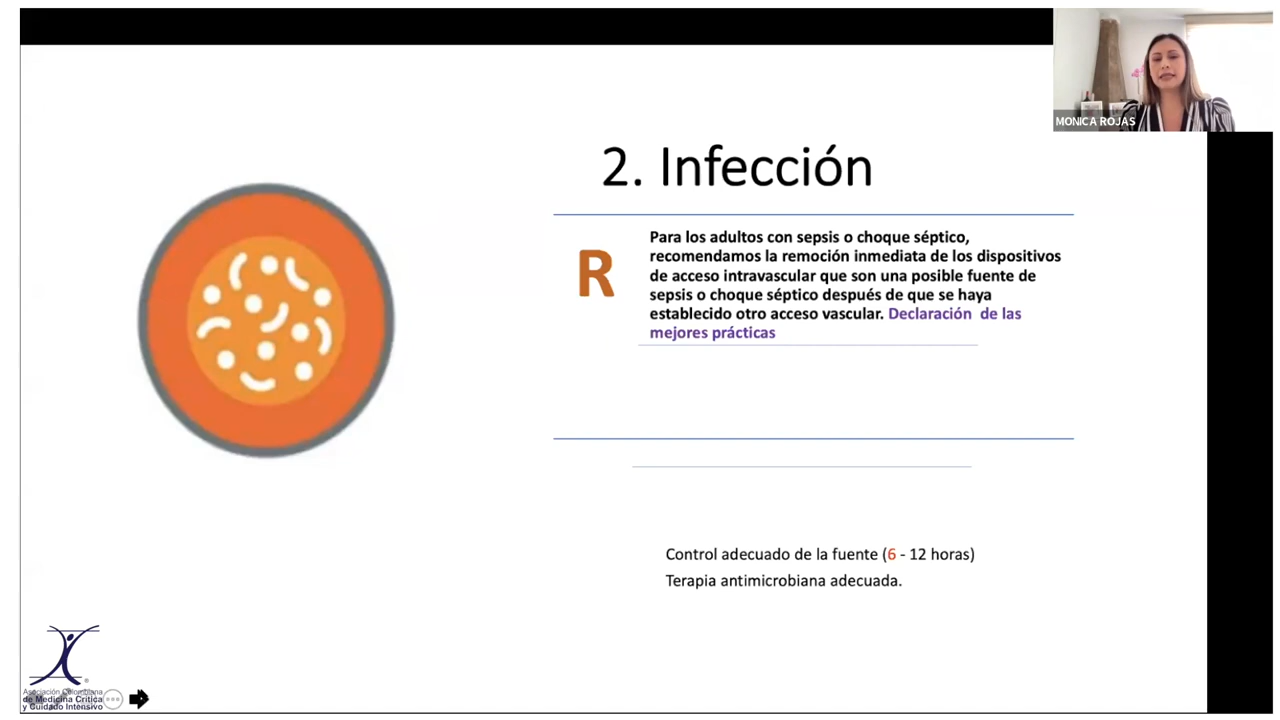 MONICA ROJAS
2. Infección
R
Para los adultos con sepsis o choque séptico,
recomendamos la remoción inmediata de los dispositivos
de acceso intravascular que son una posible fuente de
sepsis o choque séptico después de que se haya
establecido otro acceso vascular. Declaración de las
mejores prácticas
Control adecuado de la fuente (6 - 12 horas)
Terapia antimicrobiana adecuada.
Asociación Colombiana
de Medicina Crítica
y Cuidado Intensivo